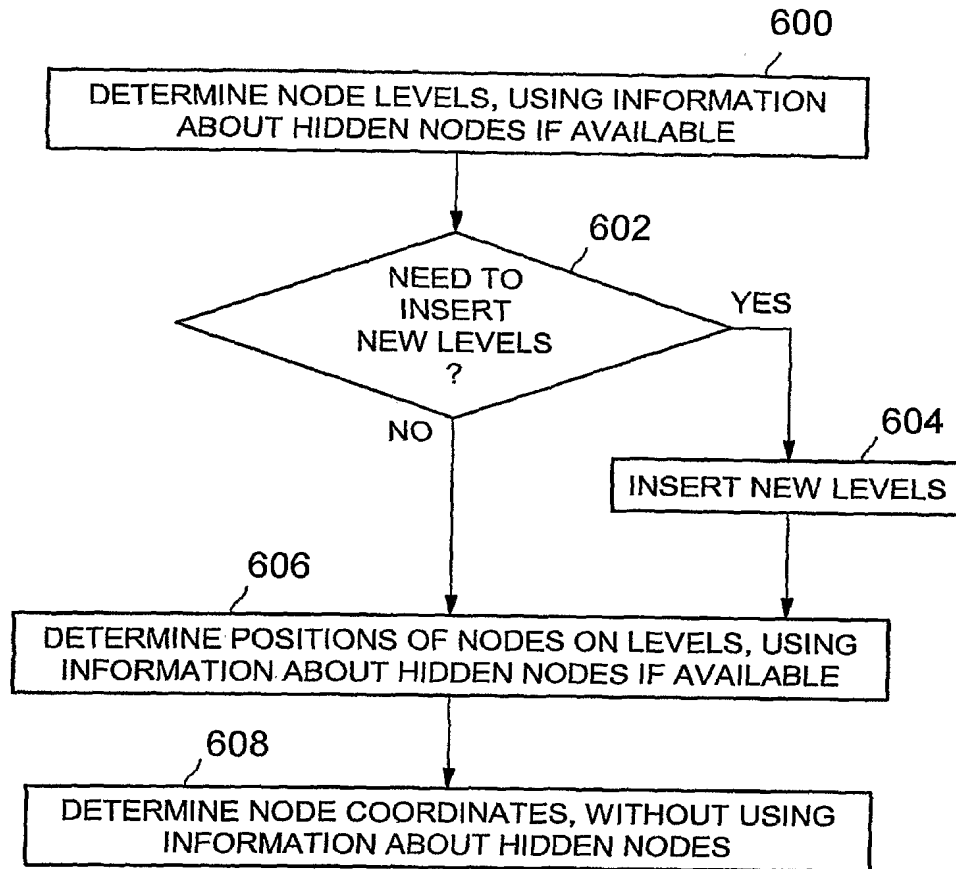 600
DETERMINE NODE LEVELS, USING INFORMATION
ABOUT HIDDEN NODES IF AVAILABLE
602
NEED TO
INSERT
NEW LEVELS
?
YES
NO
604
INSERT NEW LEVELS
606
DETERMINE POSITIONS OF NODES ON LEVELS, USING
INFORMATION ABOUT HIDDEN NODES IF AVAILABLE
608
DETERMINE NODE COORDINATES, WITHOUT USING
INFORMATION ABOUT HIDDEN NODES